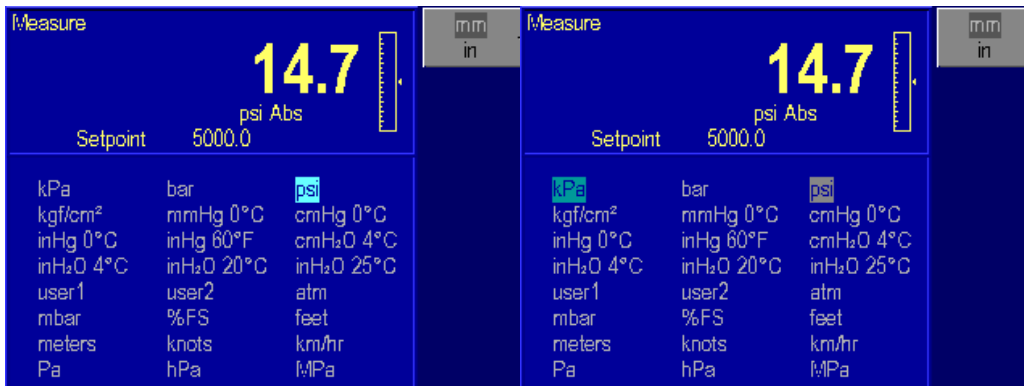 Measure
14.7
psi Abs
Setpoint 5000.0
kPa bar psi
kgf/cm² mmHg 0°C cmHg 0°C
inHg 0°C inHg 60°F cmH₂O 4°C
inH₂O 4°C inH₂O 20°C inH₂O 25°C
user1 user2 atm
mbar %FS feet
meters knots km/hr
Pa hPa MPa
mm
in
Measure
14.7
psi Abs
Setpoint 5000.0
kPa bar psi
kgf/cm² mmHg 0°C cmHg 0°C
inHg 0°C inHg 60°F cmH₂O 4°C
inH₂O 4°C inH₂O 20°C inH₂O 25°C
user1 user2 atm
mbar %FS feet
meters knots km/hr
Pa hPa MPa
mm
in